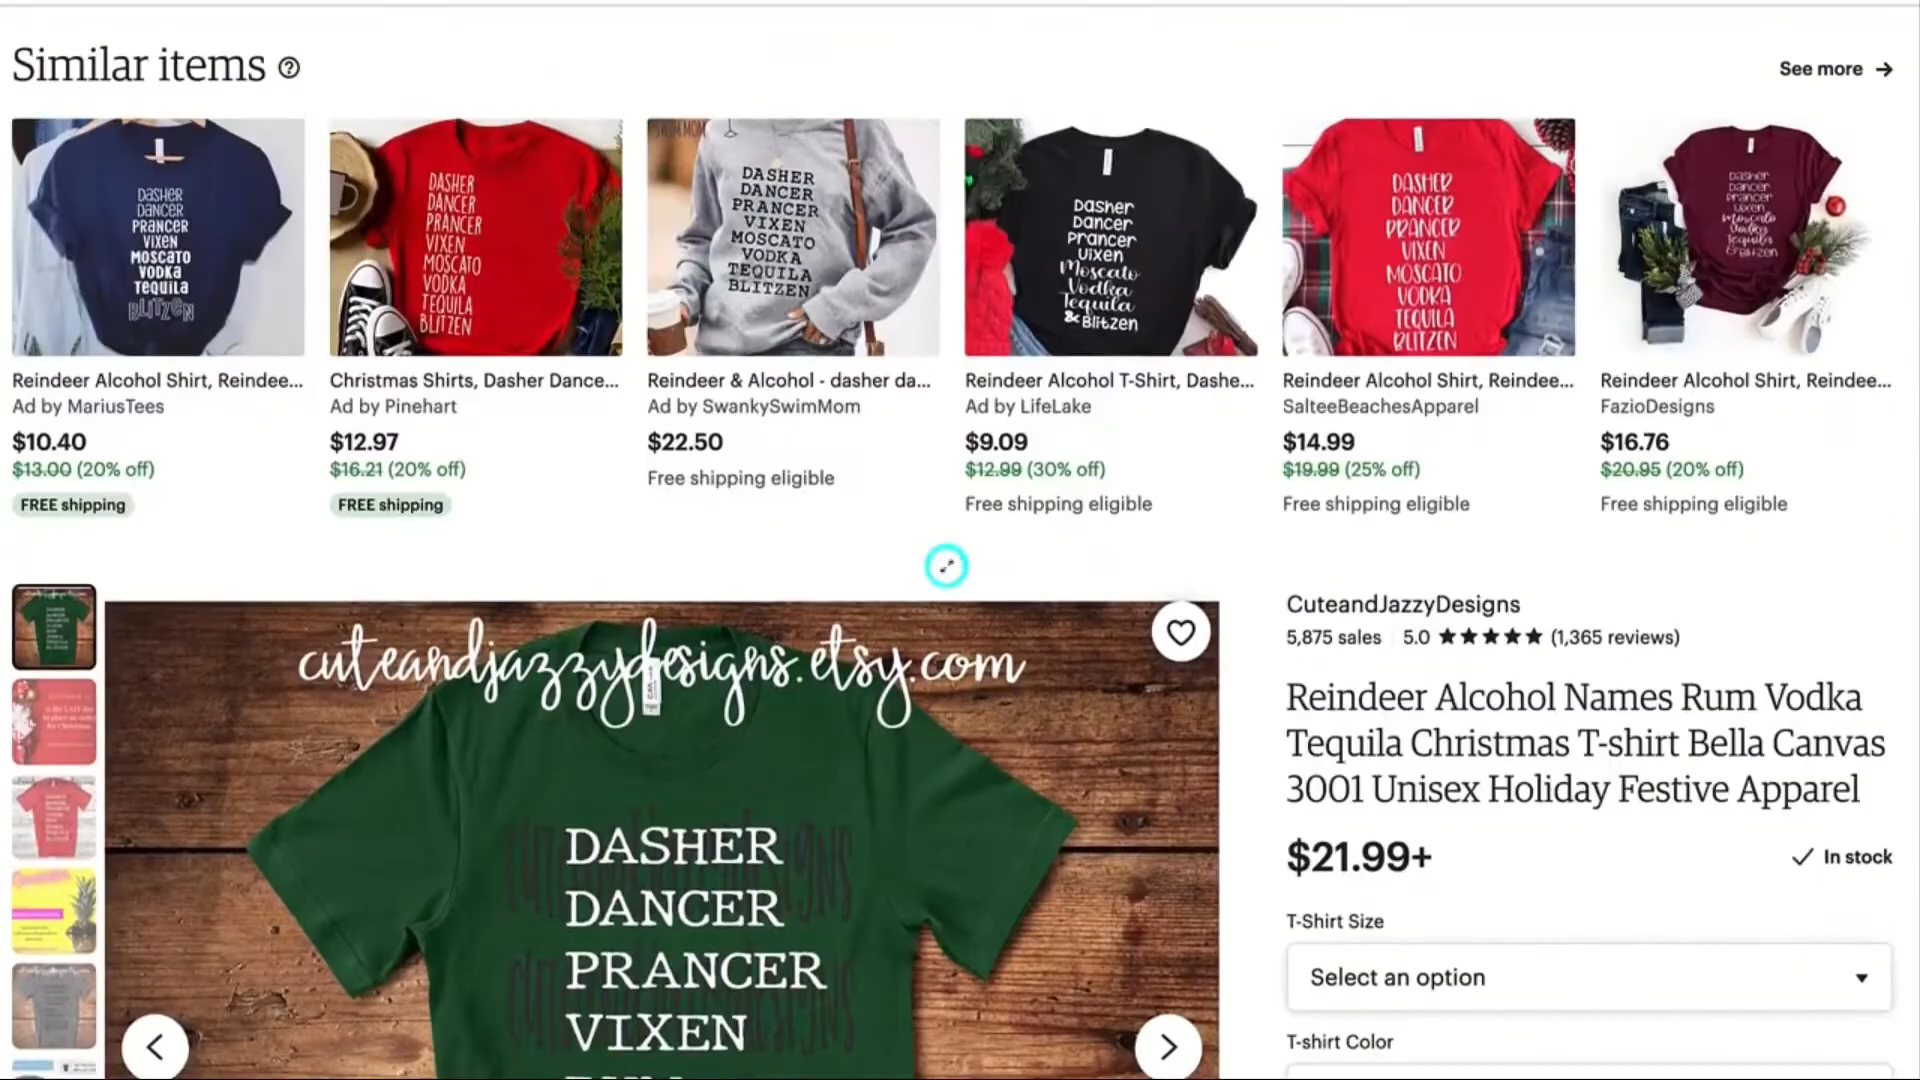 Similar items
See more
DASHER
DANCER
PRANCER
VIXEN
MOSCATO
VODKA
TEQUILA
BLITZEN
DASHER
DANCER
PRANCER
VIXEN
MOSCATO
VODKA
TEQUILA
BLITZEN
DASHER
DANCER
PRANCER
VIXEN
MOSCATO
VODKA
TEQUILA
BLITZEN
Dasher
Dancer
Prancer
Vixen
Moscato
Vodka
Tequila
& Blitzen
DASHER
DANCER
PRANCER
VIXEN
MOSCATO
VODKA
TEQUILA
BLITZEN
Dasher
Dancer
Prancer
Vixen
Moscato
Vodka
Tequila
& Blitzen
Reindeer Alcohol Shirt, Reindee...
Ad by MariusTees
$10.40
$13.00 (20% off)
FREE shipping
Christmas Shirts, Dasher Dance...
Ad by Pinehart
$12.97
$16.21 (20% off)
FREE shipping
Reindeer & Alcohol - dasher da...
Ad by SwankySwimMom
$22.50
Free shipping eligible
Reindeer Alcohol T-Shirt, Dashe...
Ad by LifeLake
$9.09
$12.99 (30% off)
Free shipping eligible
Reindeer Alcohol Shirt, Reindee...
SalteeBeachesApparel
$14.99
$19.99 (25% off)
Free shipping eligible
Reindeer Alcohol Shirt, Reindee...
FazioDesigns
$16.76
$20.95 (20% off)
Free shipping eligible
cuteandjazzydesigns.etsy.com
DASHER
DANCER
PRANCER
VIXEN
CuteandJazzyDesigns
5,875 sales 5.0 ★★★★★ (1,365 reviews)
Reindeer Alcohol Names Rum Vodka
Tequila Christmas T-shirt Bella Canvas
3001 Unisex Holiday Festive Apparel
$21.99+
In stock
T-Shirt Size
Select an option
T-shirt Color